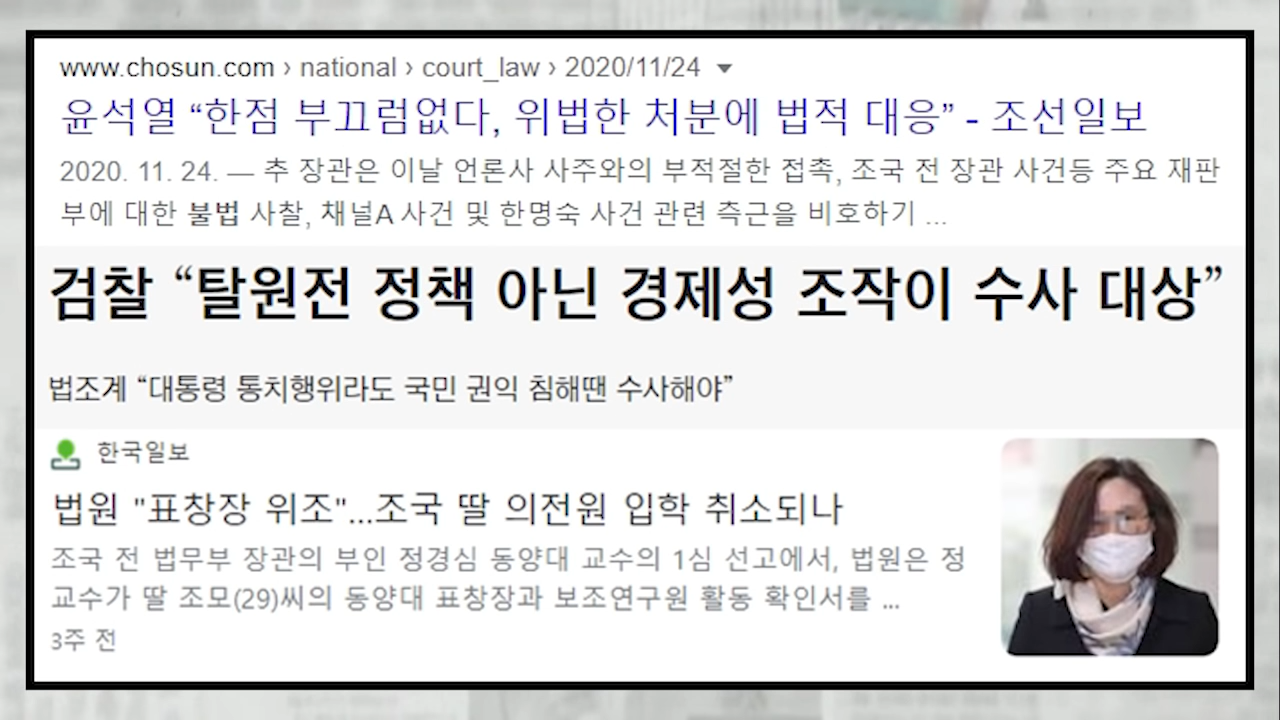 www.chosun.com › national › court_law › 2020/11/24
윤석열 “한점 부끄럼없다, 위법한 처분에 법적 대응” - 조선일보
2020. 11. 24. — 추 장관은 이날 언론사 사주와의 부적절한 접촉, 조국 전 장관 사건등 주요 재판
부에 대한 불법 사찰, 채널A 사건 및 한명숙 사건 관련 측근을 비호하기 ...
검찰 “탈원전 정책 아닌 경제성 조작이 수사 대상”
법조계 “대통령 통치행위라도 국민 권익 침해땐 수사해야”
한국일보
법원 "표창장 위조"...조국 딸 의전원 입학 취소되나
조국 전 법무부 장관의 부인 정경심 동양대 교수의 1심 선고에서, 법원은 정
교수가 딸 조모(29)씨의 동양대 표창장과 보조연구원 활동 확인서를 ...
3주 전